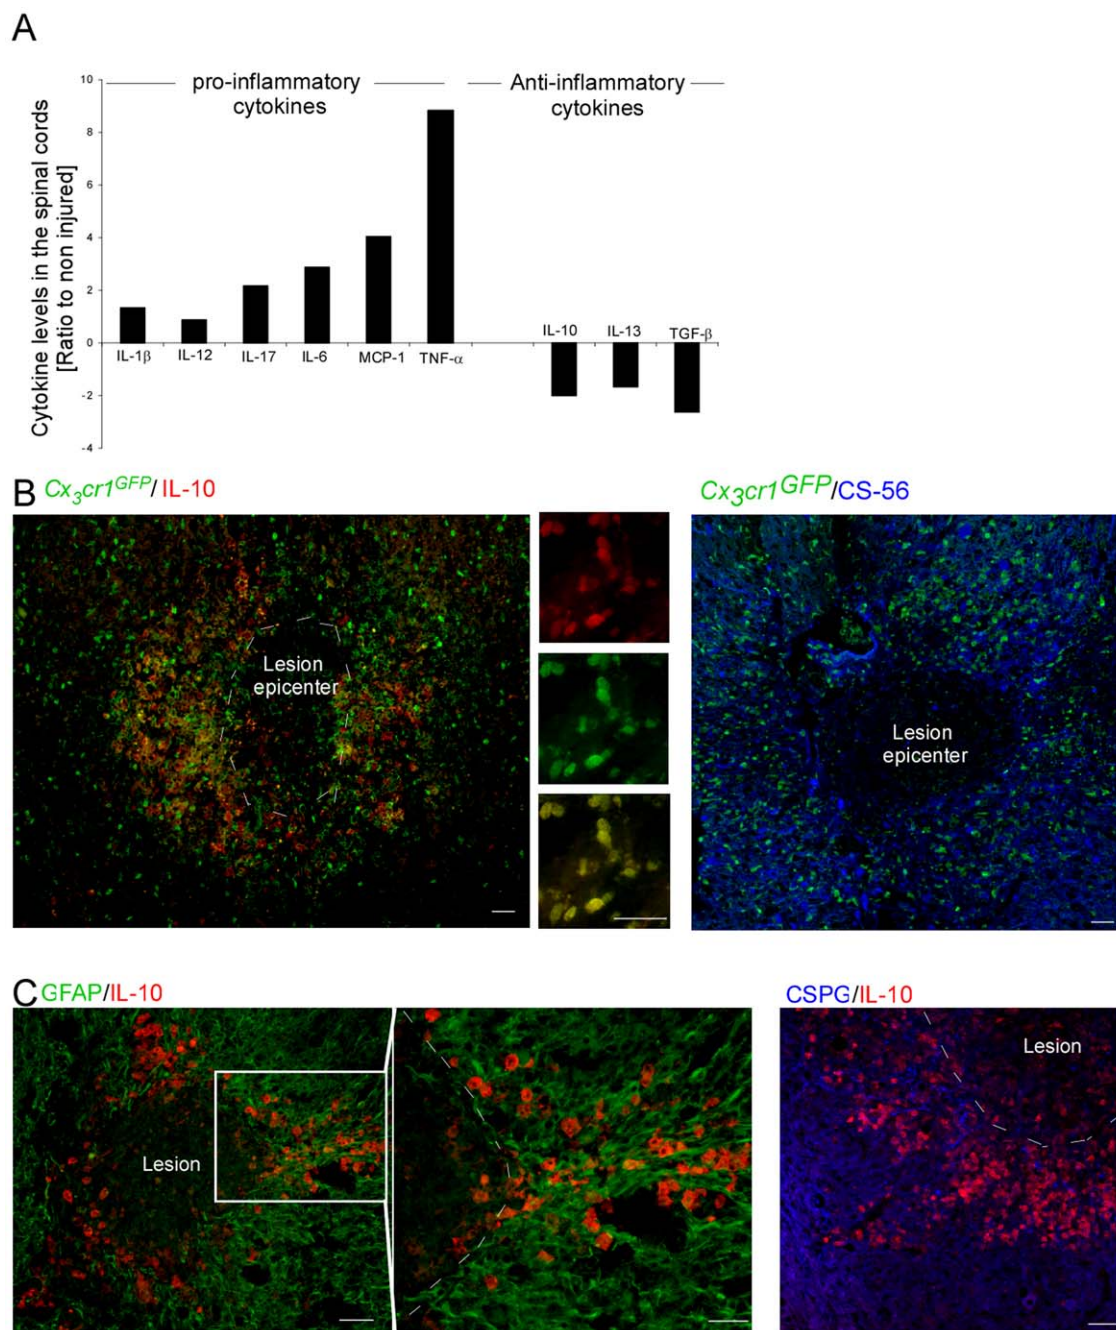 A
Cytokine levels in the spinal cords
[Ratio to non injured]
pro-inflammatory
cytokines
Anti-inflammatory
cytokines
10
8
6
4
2
0
-2
-4
IL-1β
IL-12
IL-17
IL-6
MCP-1
TNF-α
IL-10
IL-13
TGF-β
B
Cx3cr1GFP/ IL-10
Cx3cr1GFP/CS-56
Lesion
epicenter
Lesion
epicenter
C
GFAP/IL-10
CSPG/IL-10
Lesion
Lesion